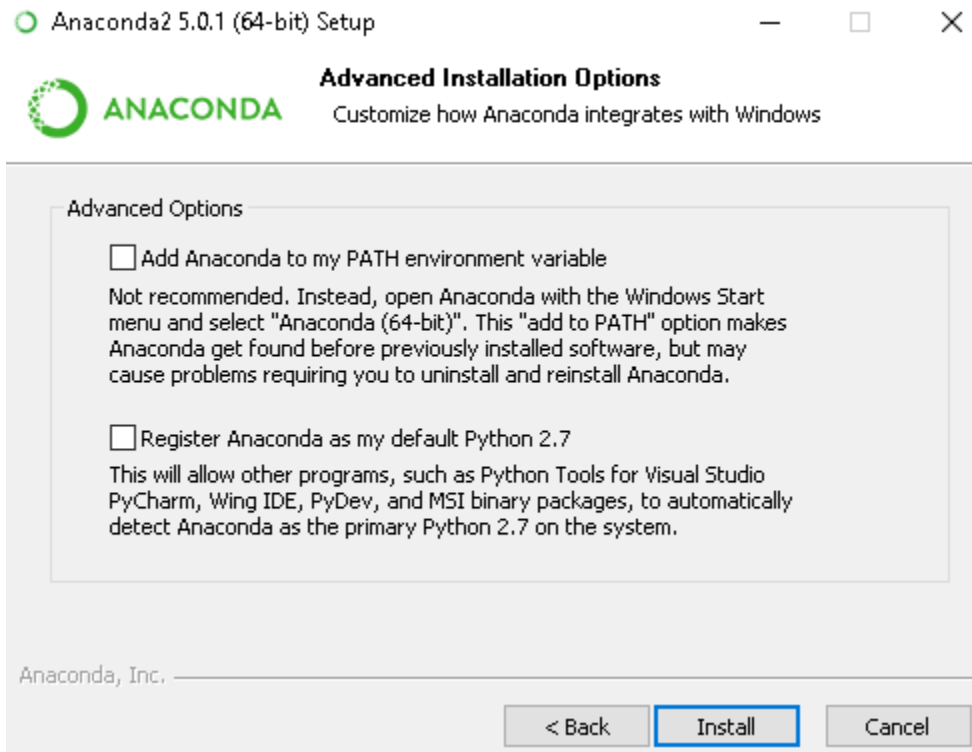 Anaconda2 5.0.1 (64-bit) Setup
ANACONDA
Advanced Installation Options
Customize how Anaconda integrates with Windows
Advanced Options
Add Anaconda to my PATH environment variable
Not recommended. Instead, open Anaconda with the Windows Start
menu and select "Anaconda (64-bit)". This "add to PATH" option makes
Anaconda get found before previously installed software, but may
cause problems requiring you to uninstall and reinstall Anaconda.
Register Anaconda as my default Python 2.7
This will allow other programs, such as Python Tools for Visual Studio
PyCharm, Wing IDE, PyDev, and MSI binary packages, to automatically
detect Anaconda as the primary Python 2.7 on the system.
Anaconda, Inc.
< Back
Install
Cancel